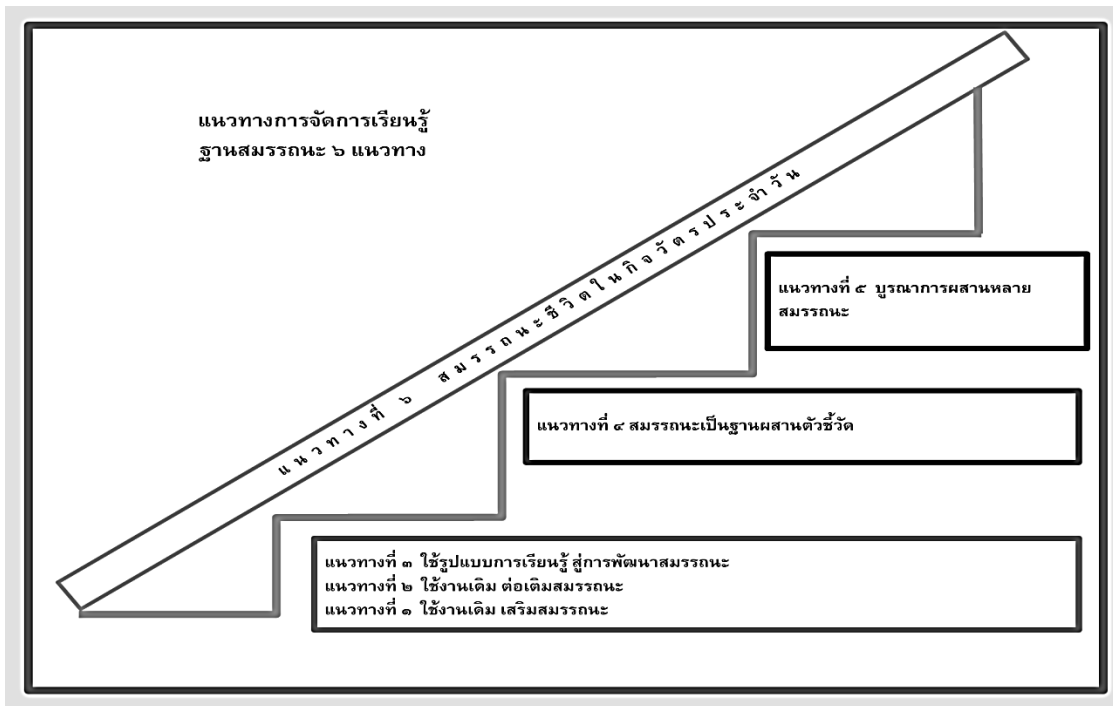 แนวทางการจัดการเรียนรู้
ฐานสมรรถนะ ๖ แนวทาง
แนวทางที่ ๖ สมรรถนะชีวิตในกิจวัตรประจำวัน
แนวทางที่ ๕ บูรณาการผสานหลาย
สมรรถนะ
แนวทางที่ ๔ สมรรถนะเป็นฐานผสานตัวชี้วัด
แนวทางที่ ๓ ใช้รูปแบบการเรียนรู้ สู่การพัฒนาสมรรถนะ
แนวทางที่ ๒ ใช้งานเดิม ต่อเติมสมรรถนะ
แนวทางที่ ๑ ใช้งานเดิม เสริมสมรรถนะ